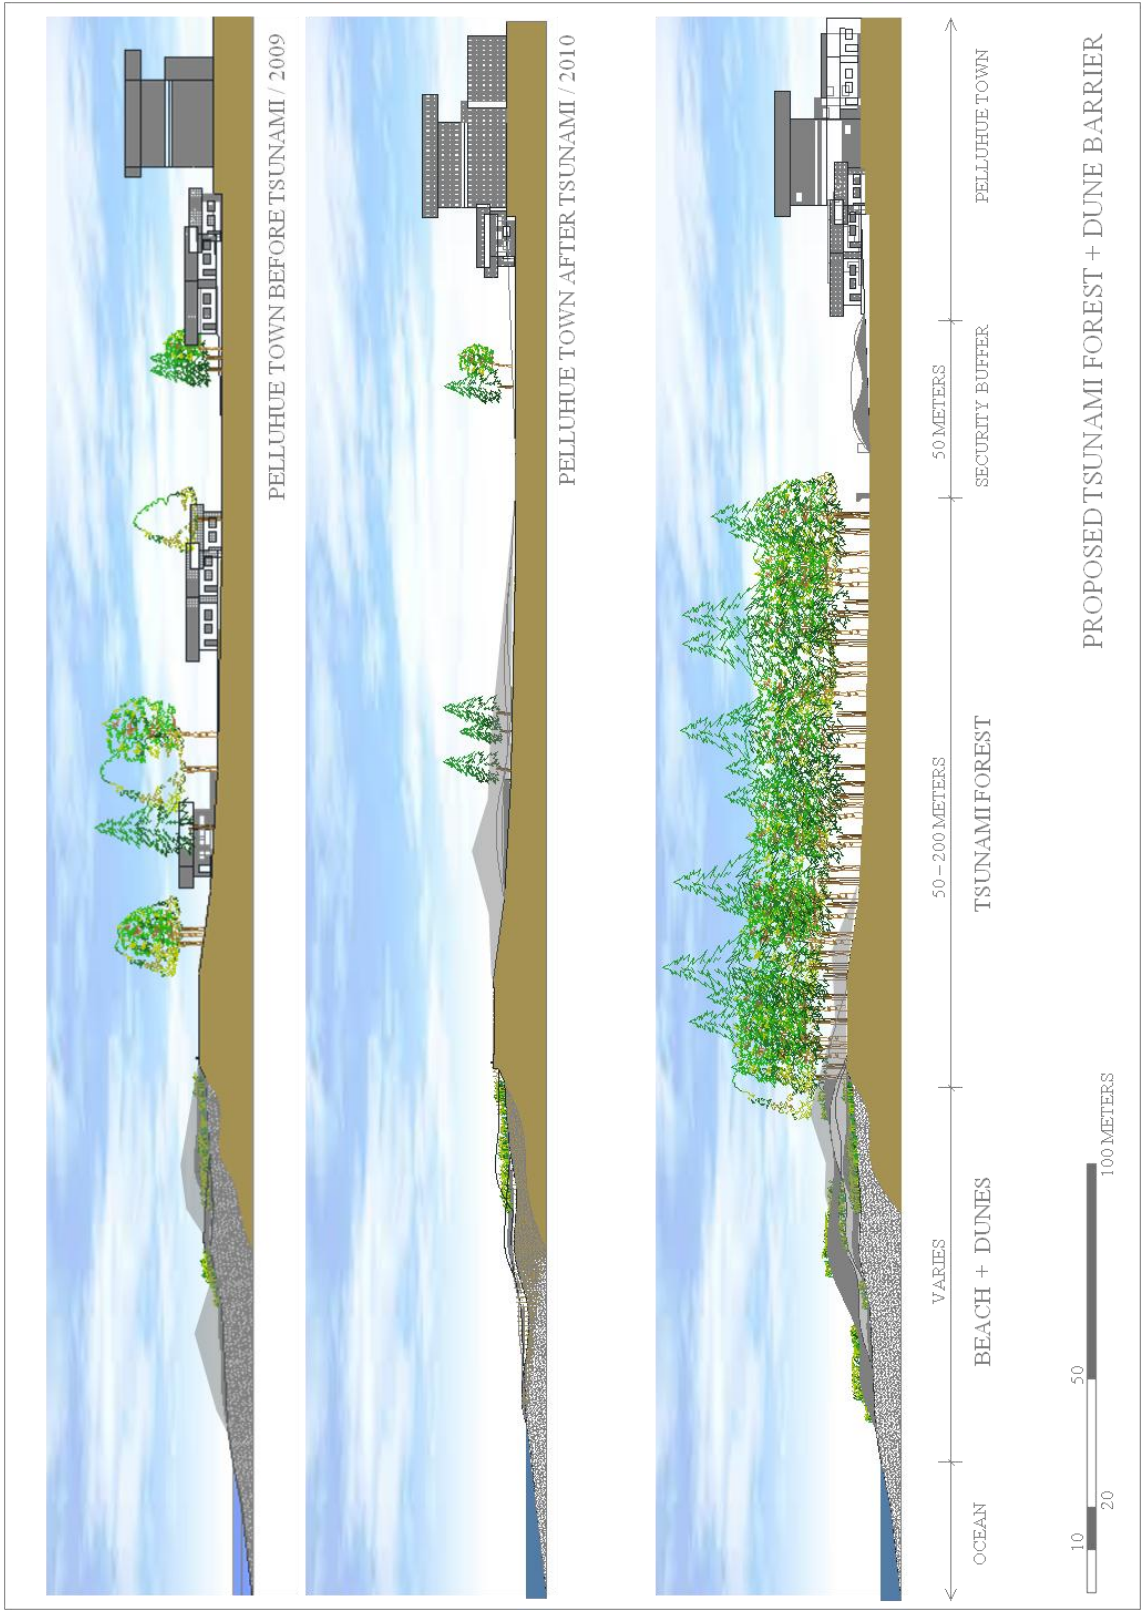 PELLUHUE TOWN BEFORE TSUNAMI / 2009
PELLUHUE TOWN AFTER TSUNAMI / 2010
VARIES
50 – 200 METERS
50 METERS
OCEAN
BEACH + DUNES
TSUNAMI FOREST
SECURITY BUFFER
PELLUHUE TOWN
10
20
50
100 METERS
PROPOSED TSUNAMI FOREST + DUNE BARRIER